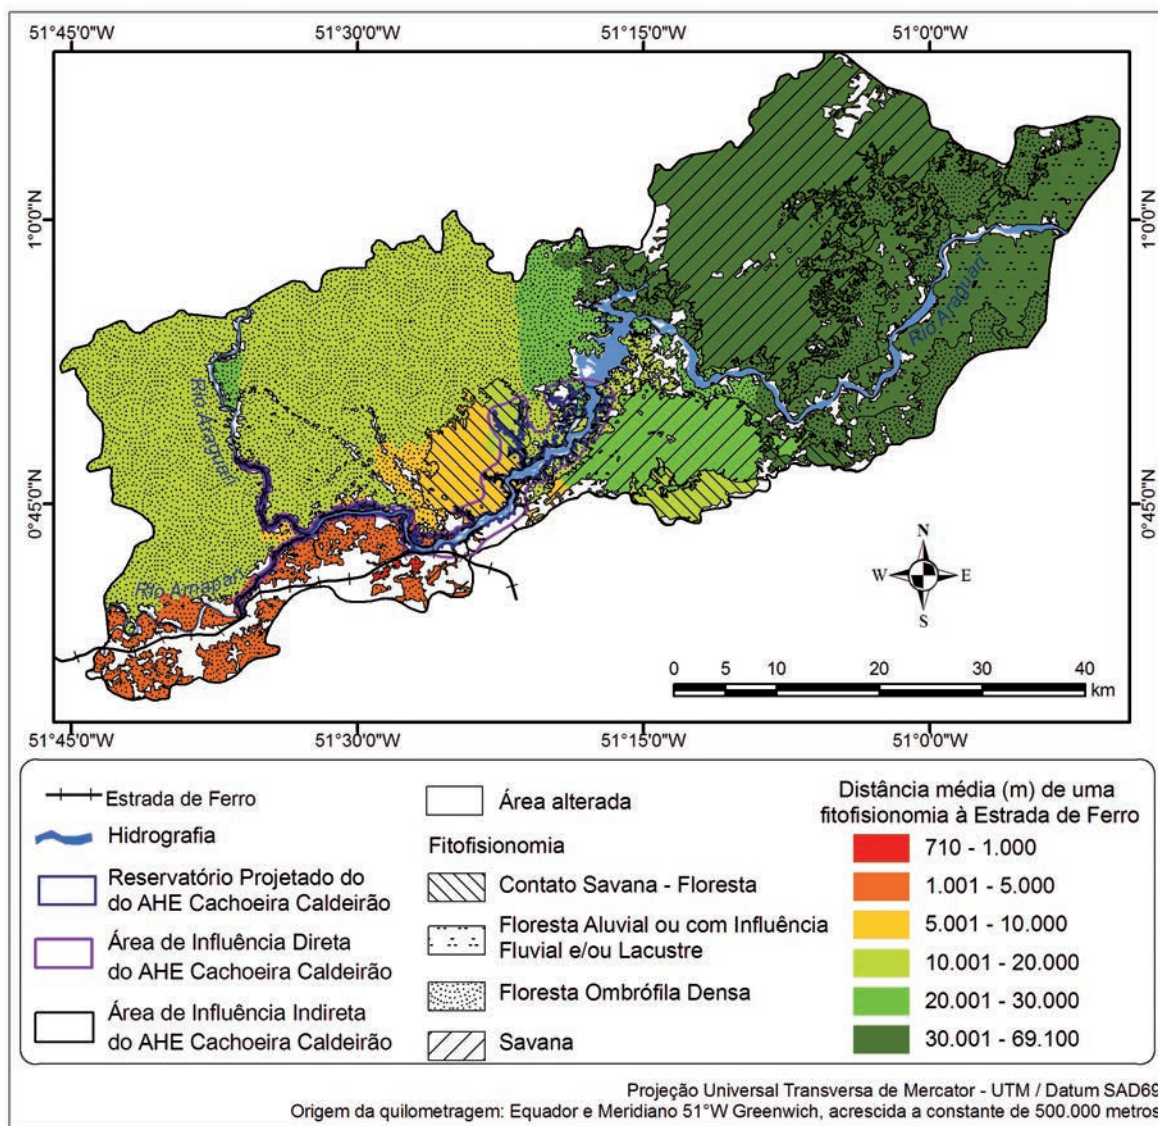 51°45'0"W 51°30'0"W 51°15'0"W 51°0'0"W
1°0'0"N
1°0'0"N
0°45'0"N
0°45'0"N
Rio Araguari
Rio Araguari
Rio Amapari
N
W E
S
0 5 10 20 30 40
km
51°45'0"W 51°30'0"W 51°15'0"W 51°0'0"W
Estrada de Ferro
Hidrografia
Reservatório Projetado do
do AHE Cachoeira Caldeirão
Área de Influência Direta
do AHE Cachoeira Caldeirão
Área de Influência Indireta
do AHE Cachoeira Caldeirão
Área alterada
Fitofisionomia
Contato Savana - Floresta
Floresta Aluvial ou com Influência
Fluvial e/ou Lacustre
Floresta Ombrófila Densa
Savana
Distância média (m) de uma
fitofisionomia à Estrada de Ferro
710 - 1.000
1.001 - 5.000
5.001 - 10.000
10.001 - 20.000
20.001 - 30.000
30.001 - 69.100
Projeção Universal Transversa de Mercator - UTM / Datum SAD69
Origem da quilometragem: Equador e Meridiano 51°W Greenwich, acrescida a constante de 500.000 metros